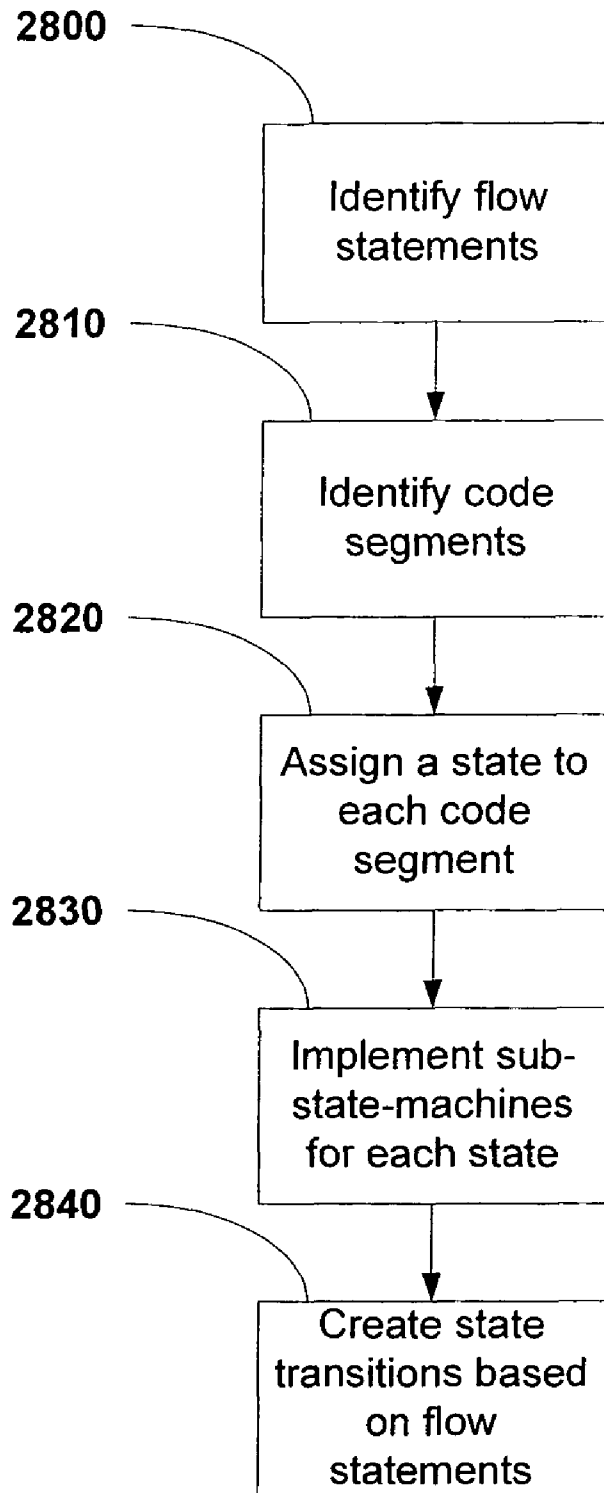 2800
Identify flow
statements
2810
Identify code
segments
2820
Assign a state to
each code
segment
2830
Implement sub-
state-machines
for each state
2840
Create state
transitions based
on flow
statements